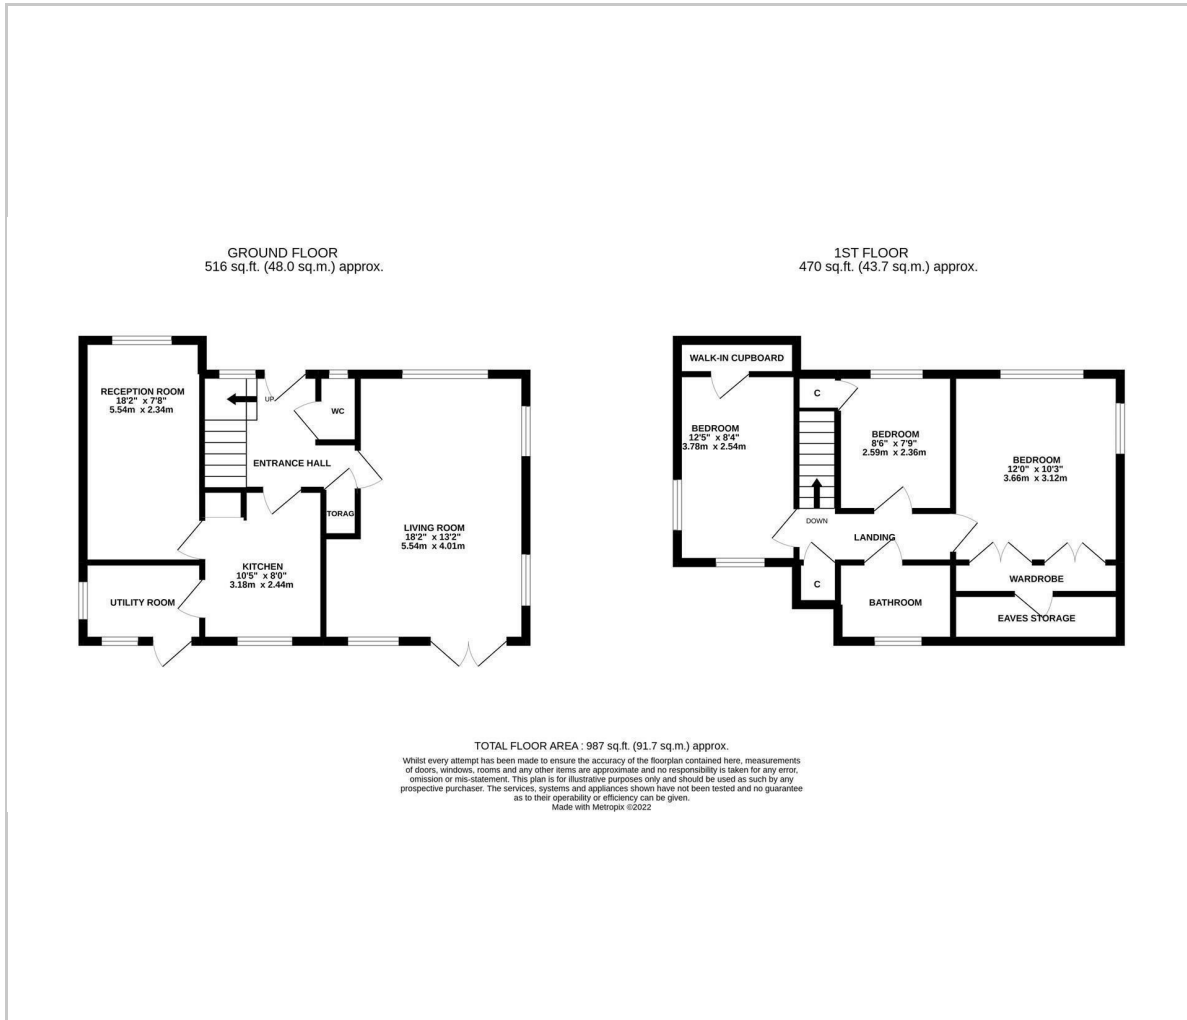 GROUND FLOOR
516 sq.ft. (48.0 sq.m.) approx.
RECEPTION ROOM
18'2" x 7'8"
5.54m x 2.34m
UP
WC
ENTRANCE HALL
TORAG
LIVING ROOM
18'2" x 13'2"
5.54m x 4.01m
KITCHEN
10'5" x 8'0"
3.18m x 2.44m
UTILITY ROOM
1ST FLOOR
470 sq.ft. (43.7 sq.m.) approx.
WALK-IN CUPBOARD
C
BEDROOM
12'5" x 8'4"
3.78m x 2.54m
BEDROOM
8'6" x 7'9"
2.59m x 2.36m
BEDROOM
12'0" x 10'3"
3.66m x 3.12m
DOWN
LANDING
C
WARDROBE
BATHROOM
EAVES STORAGE
TOTAL FLOOR AREA : 987 sq.ft. (91.7 sq.m.) approx.
Whilst every attempt has been made to ensure the accuracy of the floorplan contained here, measurements
of doors, windows, rooms and any other items are approximate and no responsibility is taken for any error,
omission or mis-statement. This plan is for illustrative purposes only and should be used as such by any
prospective purchaser. The services, systems and appliances shown have not been tested and no guarantee
as to their operability or efficiency can be given.
Made with Metropix ©2022